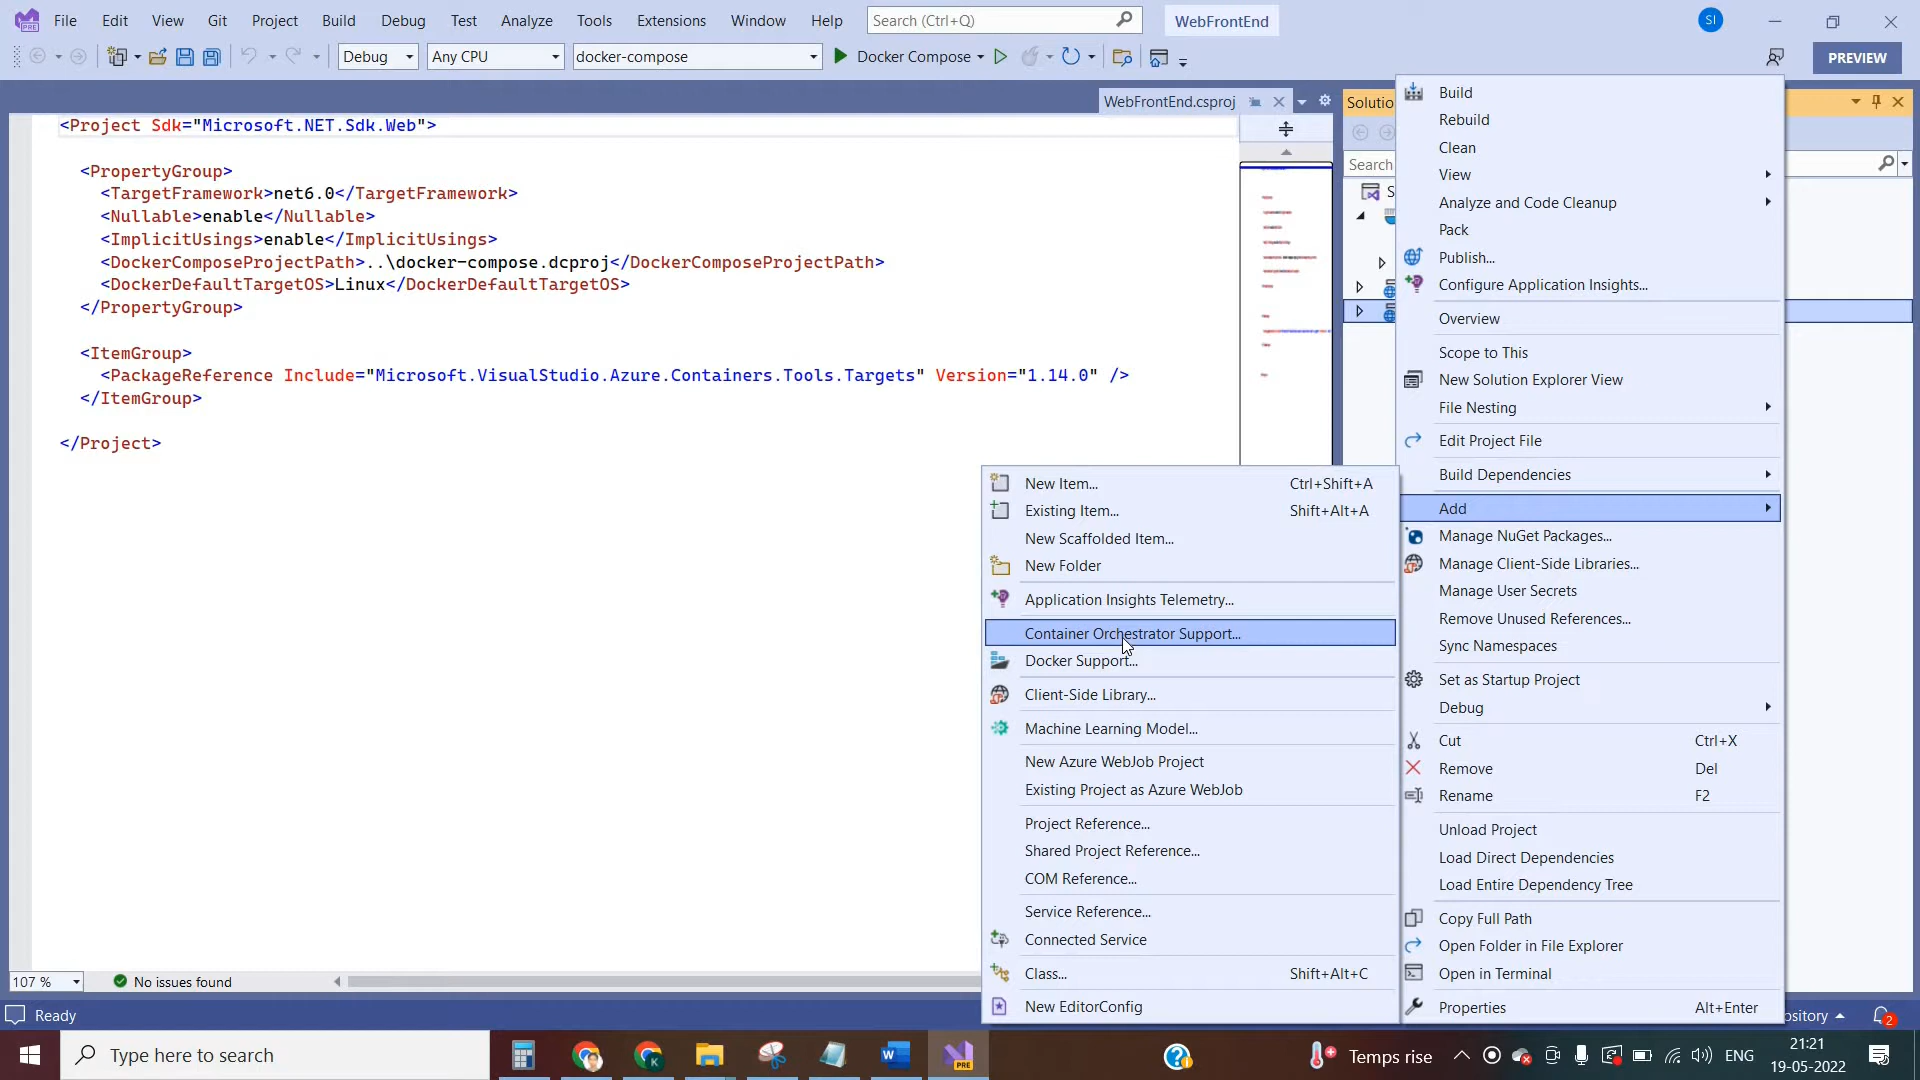 File Edit View Git Project Build Debug Test Analyze Tools Extensions Window Help Search (Ctrl+Q) WebFrontEnd SI
Debug Any CPU docker-compose Docker Compose PREVIEW
WebFrontEnd.csproj Solutio
<Project Sdk="Microsoft.NET.Sdk.Web">
<PropertyGroup>
<TargetFramework>net6.0</TargetFramework>
<Nullable>enable</Nullable>
<ImplicitUsings>enable</ImplicitUsings>
<DockerComposeProjectPath>..\docker-compose.dcproj</DockerComposeProjectPath>
<DockerDefaultTargetOS>Linux</DockerDefaultTargetOS>
</PropertyGroup>
<ItemGroup>
<PackageReference Include="Microsoft.VisualStudio.Azure.Containers.Tools.Targets" Version="1.14.0" />
</ItemGroup>
</Project>
Search
S
Build
Rebuild
Clean
View
Analyze and Code Cleanup
Pack
Publish...
Configure Application Insights...
Overview
Scope to This
New Solution Explorer View
File Nesting
Edit Project File
Build Dependencies
Add
Manage NuGet Packages...
Manage Client-Side Libraries...
Manage User Secrets
Remove Unused References...
Sync Namespaces
Set as Startup Project
Debug
Cut Ctrl+X
Remove Del
Rename F2
Unload Project
Load Direct Dependencies
Load Entire Dependency Tree
Copy Full Path
Open Folder in File Explorer
Open in Terminal
Properties Alt+Enter
New Item... Ctrl+Shift+A
Existing Item... Shift+Alt+A
New Scaffolded Item...
New Folder
Application Insights Telemetry...
Container Orchestrator Support...
Docker Support...
Client-Side Library...
Machine Learning Model...
New Azure WebJob Project
Existing Project as Azure WebJob
Project Reference...
Shared Project Reference...
COM Reference...
Service Reference...
Connected Service
Class... Shift+Alt+C
New EditorConfig
107 % No issues found
Ready ository 2
Type here to search Temps rise ENG 21:21
19-05-2022